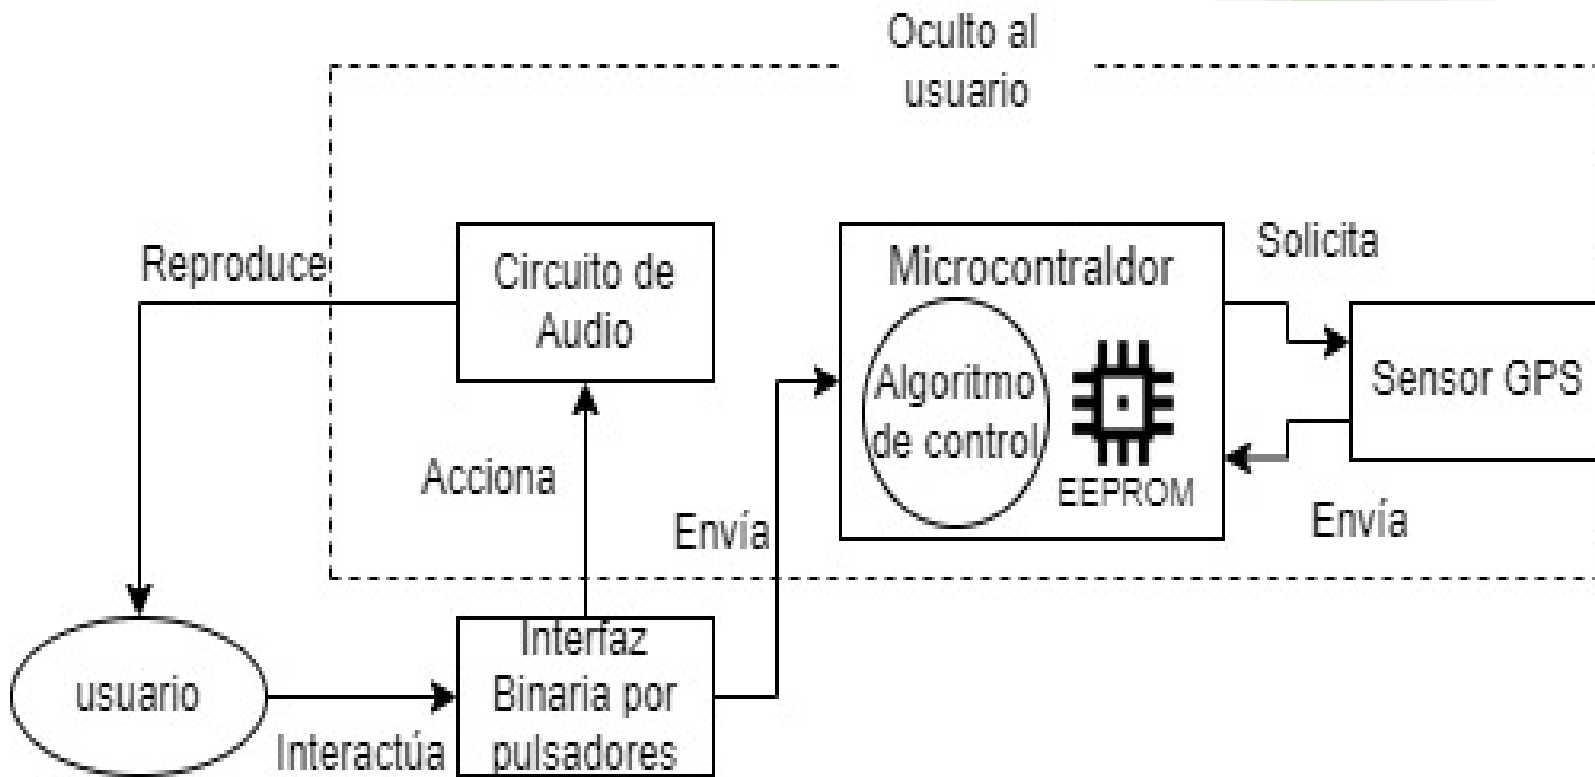 Oculto al
usuario
Reproduce
Circuito de
Audio
Microcontraldor
Solicita
Algoritmo
de control
EEPROM
Sensor GPS
Acciona
Envía
Envía
usuario
Interactúa
Interfaz
Binaria por
pulsadores